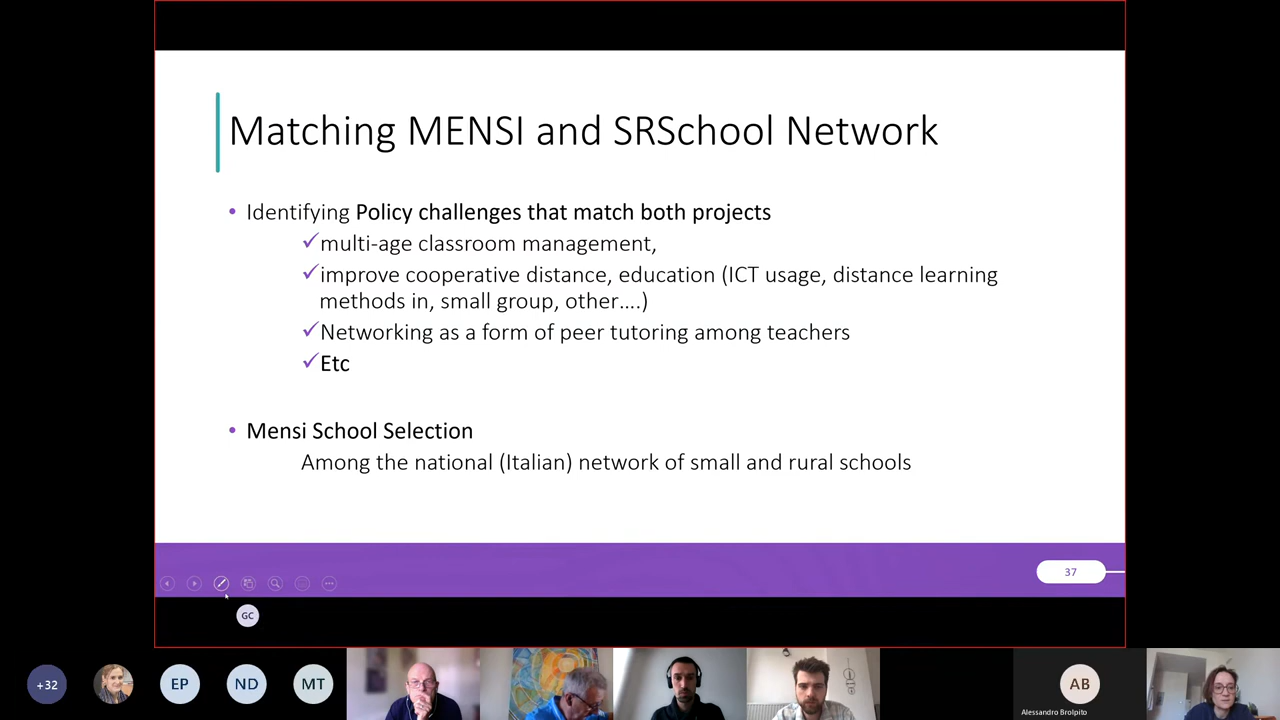 Matching MENSI and SRSchool Network
• Identifying Policy challenges that match both projects
✓multi-age classroom management,
✓improve cooperative distance, education (ICT usage, distance learning
methods in, small group, other....)
✓Networking as a form of peer tutoring among teachers
✓Etc
• Mensi School Selection
Among the national (Italian) network of small and rural schools
37
GC
+32
EP
ND
MT
AB
Alessandro Brolpito